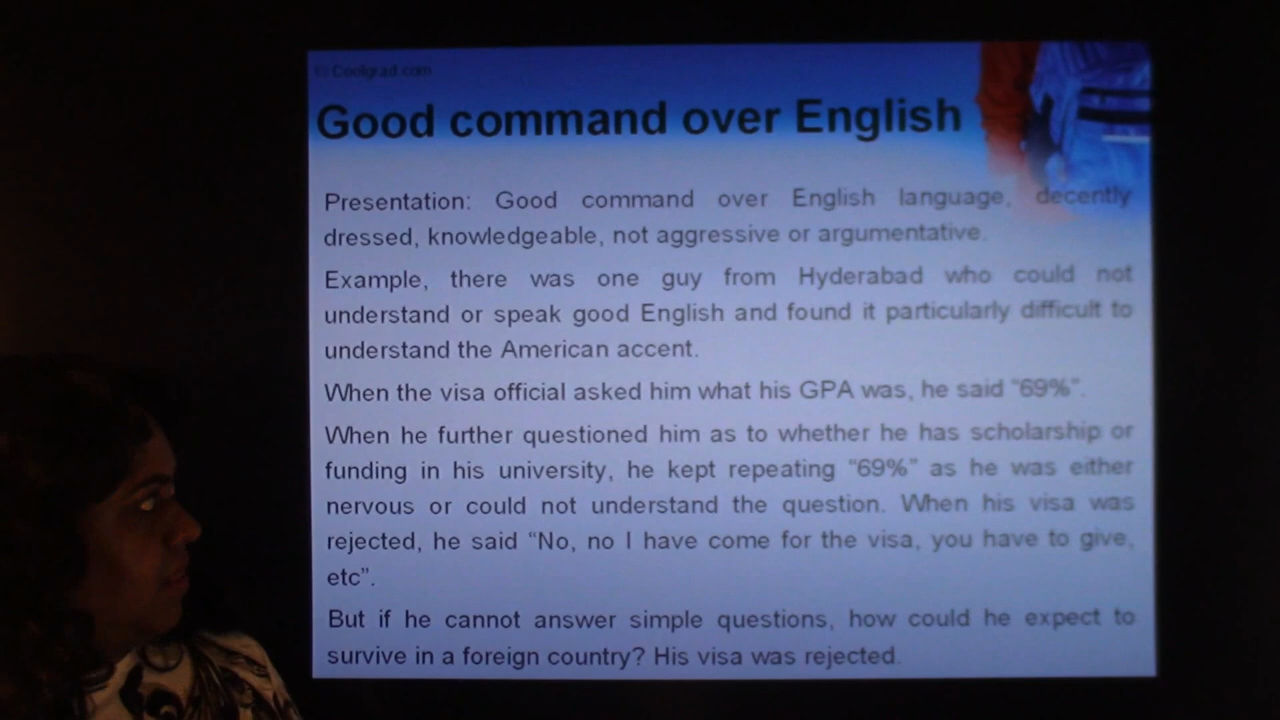 © Coolgrad.com
Good command over English
Presentation: Good command over English language, decently
dressed, knowledgeable, not aggressive or argumentative.
Example, there was one guy from Hyderabad who could not
understand or speak good English and found it particularly difficult to
understand the American accent.
When the visa official asked him what his GPA was, he said “69%”.
When he further questioned him as to whether he has scholarship or
funding in his university, he kept repeating “69%” as he was either
nervous or could not understand the question. When his visa was
rejected, he said “No, no I have come for the visa, you have to give,
etc”.
But if he cannot answer simple questions, how could he expect to
survive in a foreign country? His visa was rejected.